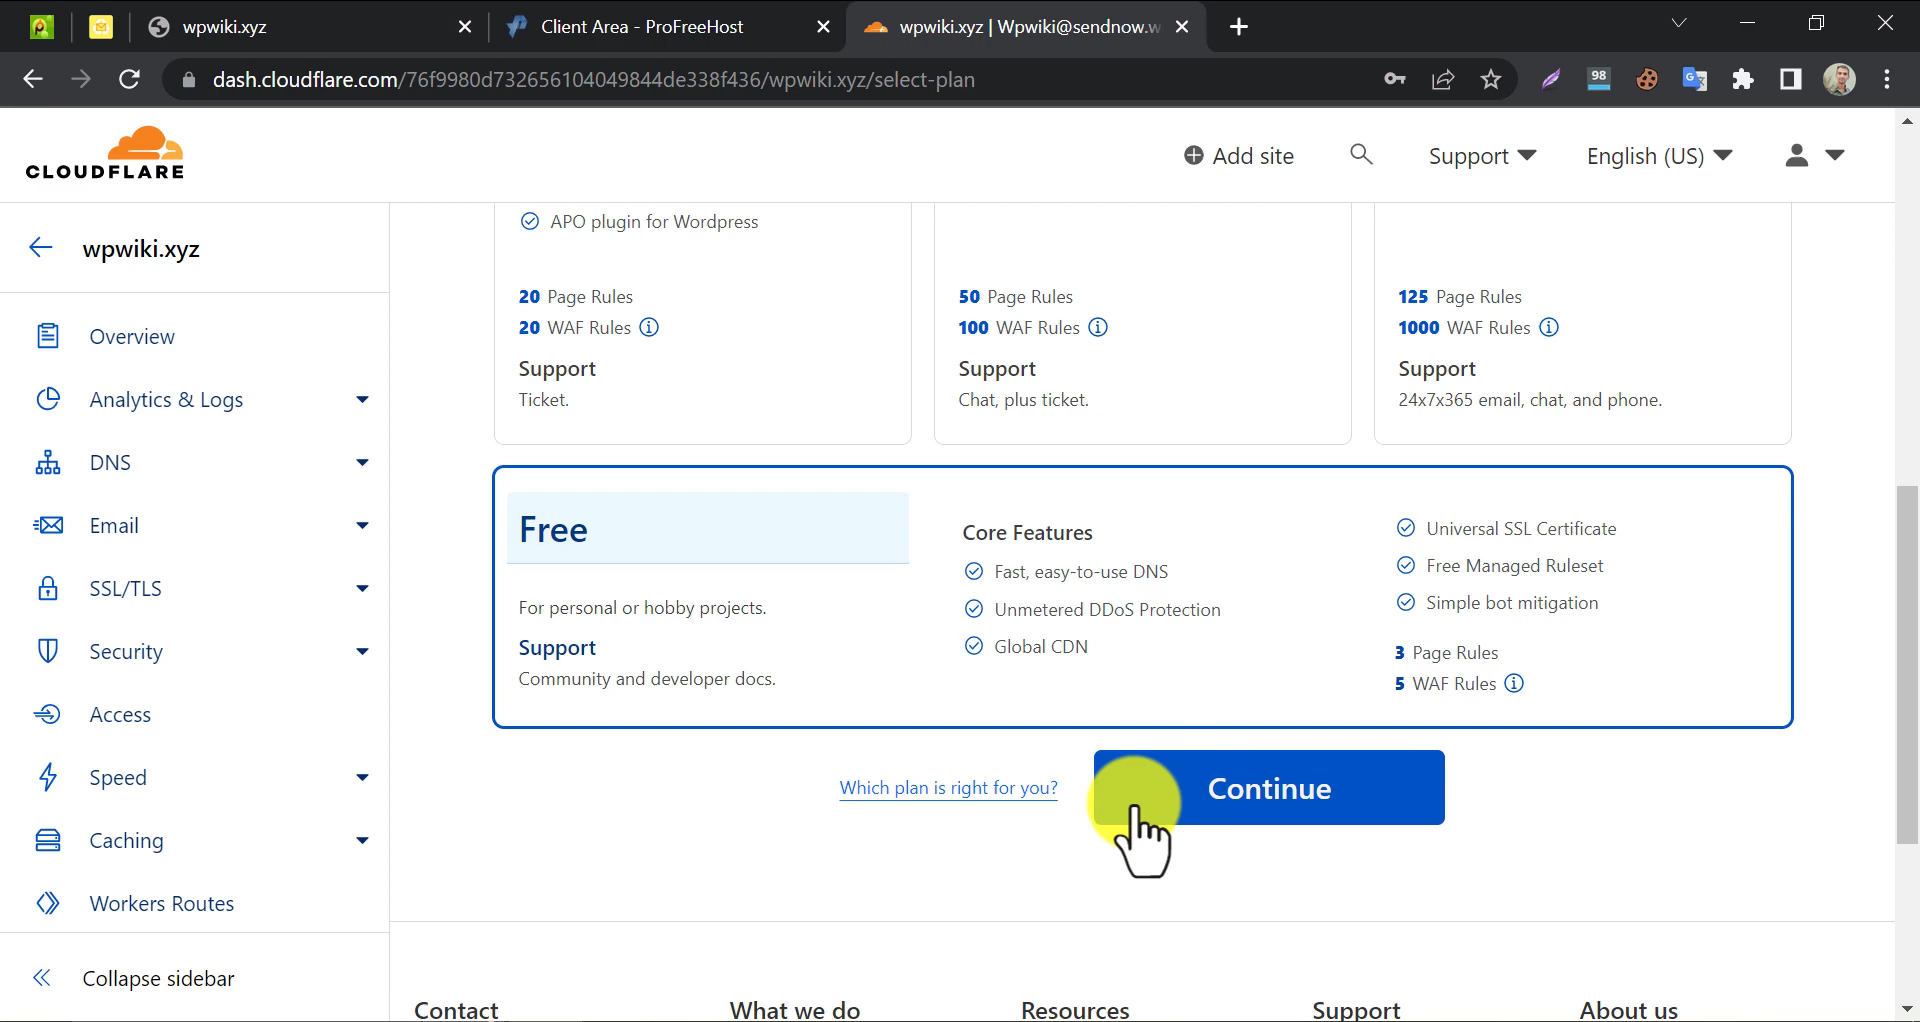 wpwiki.xyz
Client Area - ProFreeHost
wpwiki.xyz | Wpwiki@sendnow.w
dash.cloudflare.com/76f9980d732656104049844de338f436/wpwiki.xyz/select-plan
98
CLOUDFLARE
Add site
Support
English (US)
wpwiki.xyz
Overview
Analytics & Logs
DNS
Email
SSL/TLS
Security
Access
Speed
Caching
Workers Routes
Collapse sidebar
APO plugin for Wordpress
20 Page Rules
20 WAF Rules
Support
Ticket.
50 Page Rules
100 WAF Rules
Support
Chat, plus ticket.
125 Page Rules
1000 WAF Rules
Support
24x7x365 email, chat, and phone.
Free
For personal or hobby projects.
Support
Community and developer docs.
Core Features
Fast, easy-to-use DNS
Unmetered DDoS Protection
Global CDN
Universal SSL Certificate
Free Managed Ruleset
Simple bot mitigation
3 Page Rules
5 WAF Rules
Which plan is right for you?
Continue
Contact
What we do
Resources
Support
About us